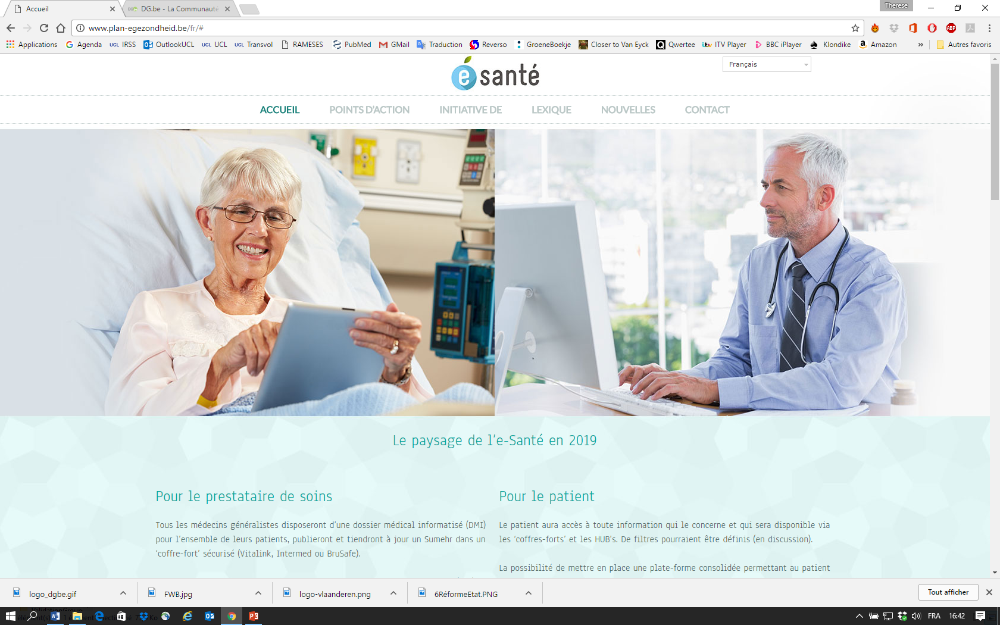 Accueil
DG.be - La Communauté
Therese
www.plan-egezondheid.be/fr/#
Applications Agenda UCL IRSS OutlookUCL UCL UCL UCL Transvol RAMESES PubMed GMail Traduction Reverso GroeneBoekje Closer to Van Eyck Qwertee itv ITV Player BBC iPlayer Klondike Amazon » Autres favoris
e santé
Français
ACCUEIL POINTS D'ACTION INITIATIVE DE LEXIQUE NOUVELLES CONTACT
Le paysage de l'e-Santé en 2019
Pour le prestataire de soins
Tous les médecins généralistes disposeront d'une dossier médical informatisé (DMI)
pour l'ensemble de leurs patients, publieront et tiendront à jour un Sumehr dans un
'coffre-fort' sécurisé (Vitalink, Intermed ou BruSafe).
Pour le patient
Le patient aura accès à toute information qui le concerne et qui sera disponible via
les 'coffres-forts' et les HUB's. De filtres pourraient être définis (en discussion).
La possibilité de mettre en place une plate-forme consolidée permettant au patient
logo_dgbe.gif FWB.jpg logo-vlaanderen.png 6RéformeEtat.PNG Tout afficher
FRA 16:42